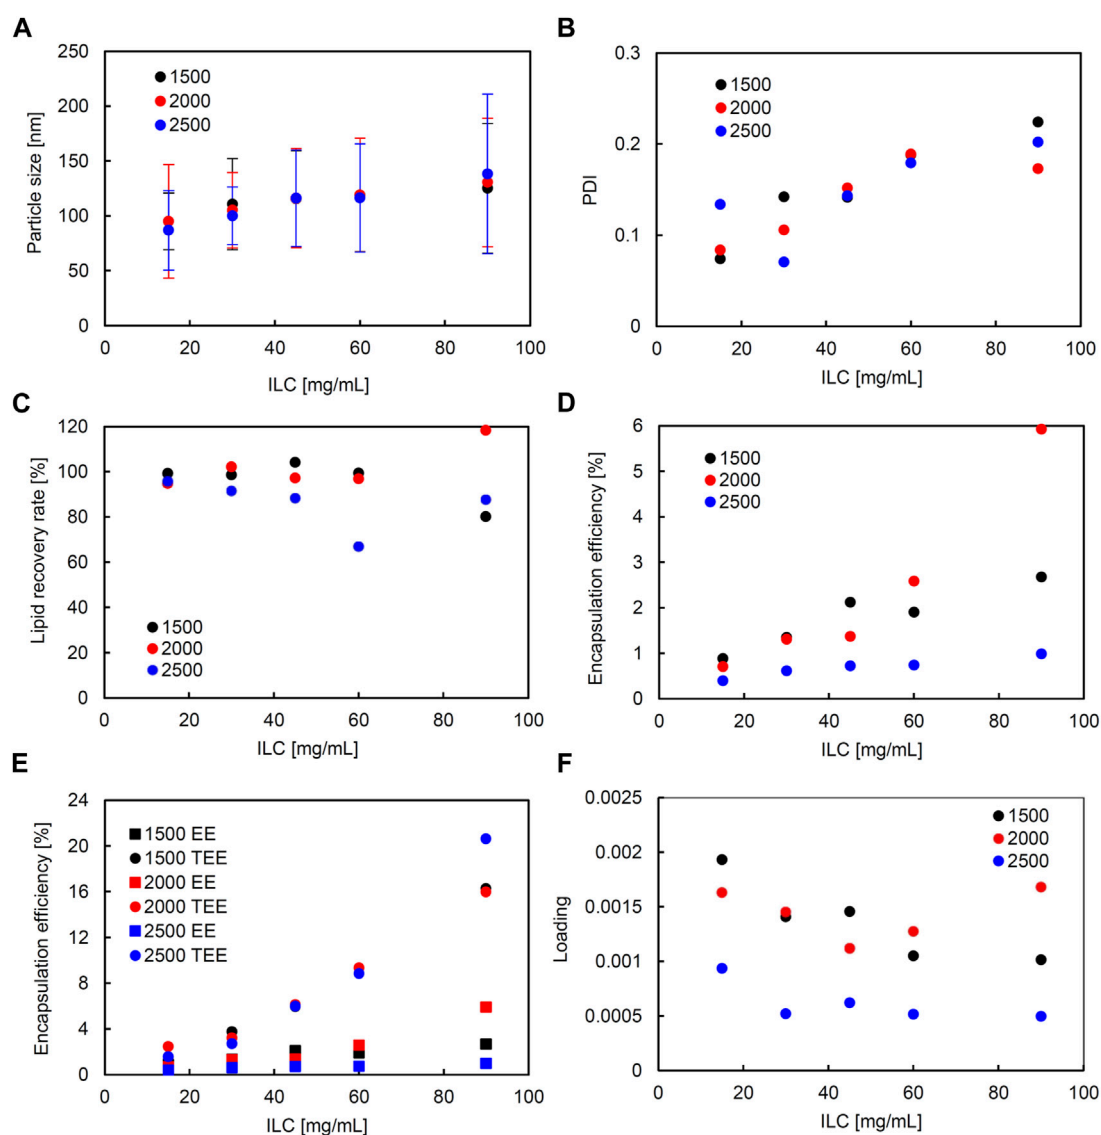 A
250
200
150
100
50
0
Particle size [nm]
1500
2000
2500
0 20 40 60 80 100
ILC [mg/mL]
B
0.3
0.2
0.1
0
PDI
1500
2000
2500
0 20 40 60 80 100
ILC [mg/mL]
C
120
100
80
60
40
20
0
Lipid recovery rate [%]
1500
2000
2500
0 20 40 60 80 100
ILC [mg/mL]
D
6
5
4
3
2
1
0
Encapsulation efficiency [%]
1500
2000
2500
0 20 40 60 80 100
ILC [mg/mL]
E
24
20
16
12
8
4
0
Encapsulation efficiency [%]
1500 EE
1500 TEE
2000 EE
2000 TEE
2500 EE
2500 TEE
0 20 40 60 80 100
ILC [mg/mL]
F
0.0025
0.002
0.0015
0.001
0.0005
0
Loading
1500
2000
2500
0 20 40 60 80 100
ILC [mg/mL]